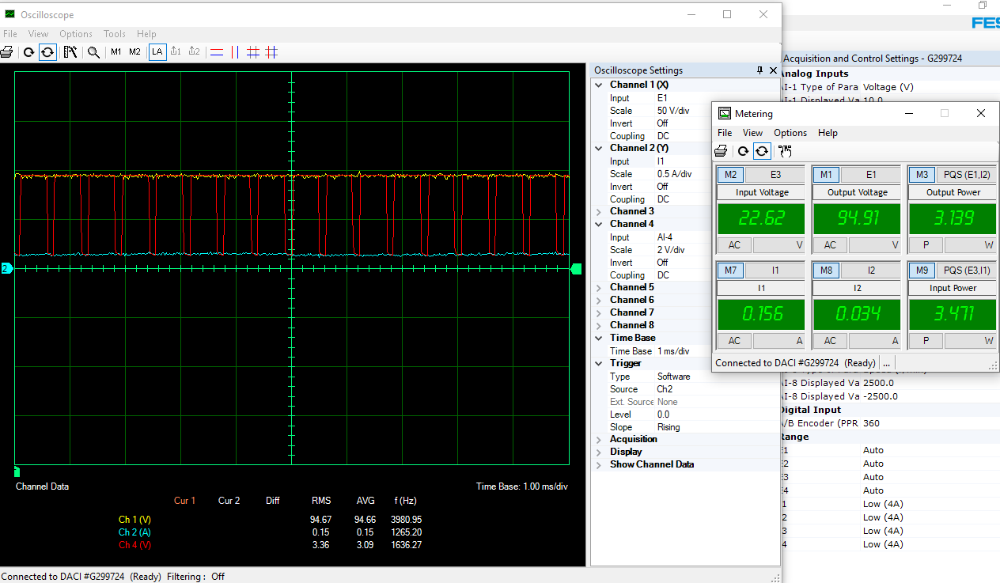 Oscilloscope
File View Options Tools Help
M1 M2 LA 1 2
2
Channel Data
Time Base: 1.00 ms/div
Cur 1 Cur 2 Diff RMS AVG f (Hz)
Ch 1 (V) 94.67 94.66 3980.95
Ch 2 (A) 0.15 0.15 1265.20
Ch 4 (V) 3.36 3.09 1636.27
Connected to DACI #G299724 (Ready) Filtering : Off
Oscilloscope Settings
Channel 1 (X)
Input E1
Scale 50 V/div
Invert Off
Coupling DC
Channel 2 (Y)
Input I1
Scale 0.5 A/div
Invert Off
Coupling DC
Channel 3
Channel 4
Input AI-4
Scale 2 V/div
Invert Off
Coupling DC
Channel 5
Channel 6
Channel 7
Channel 8
Time Base
Time Base 1 ms/div
Trigger
Type Software
Source Ch2
Ext. Source None
Level 0.0
Slope Rising
Acquisition
Display
Show Channel Data
FES
Acquisition and Control Settings - G299724
Analog Inputs
AI-1 Type of Para Voltage (V)
AI-1 Displayed Va 10.0
Metering
File View Options Help
M2 E3 M1 E1 M3 PQS (E1,I2)
Input Voltage Output Voltage Output Power
22.62 94.91 3.139
AC V AC V P W
M7 I1 M8 I2 M9 PQS (E3,I1)
I1 I2 Input Power
0.156 0.034 3.471
AC A AC A P W
Connected to DACI #G299724 (Ready) ...
AI-8 Displayed Va 2500.0
AI-8 Displayed Va -2500.0
Digital Input
A/B Encoder (PPR 360
Range
E1 Auto
E2 Auto
E3 Auto
E4 Auto
1 Low (4A)
2 Low (4A)
3 Low (4A)
4 Low (4A)